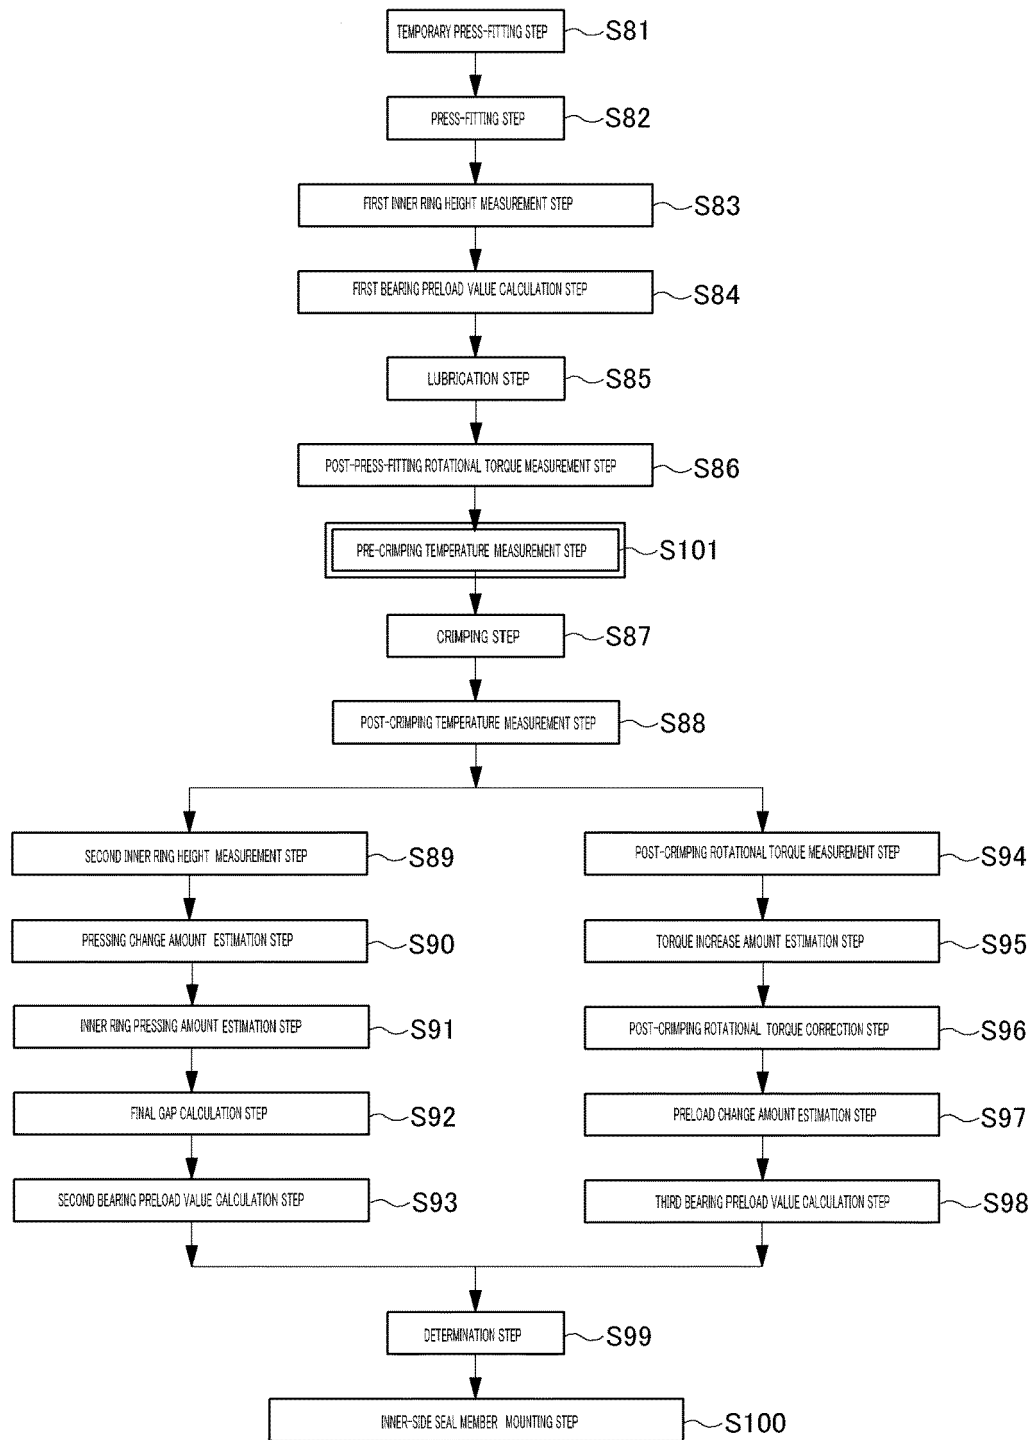 TEMPORARY PRESS-FITTING STEP S81
PRESS-FITTING STEP S82
FIRST INNER RING HEIGHT MEASUREMENT STEP S83
FIRST BEARING PRELOAD VALUE CALCULATION STEP S84
LUBRICATION STEP S85
POST-PRESS-FITTING ROTATIONAL TORQUE MEASUREMENT STEP S86
PRE-CRIMPING TEMPERATURE MEASUREMENT STEP S101
CRIMPING STEP S87
POST-CRIMPING TEMPERATURE MEASUREMENT STEP S88
SECOND INNER RING HEIGHT MEASUREMENT STEP S89
PRESSING CHANGE AMOUNT ESTIMATION STEP S90
INNER RING PRESSING AMOUNT ESTIMATION STEP S91
FINAL GAP CALCULATION STEP S92
SECOND BEARING PRELOAD VALUE CALCULATION STEP S93
POST-CRIMPING ROTATIONAL TORQUE MEASUREMENT STEP S94
TORQUE INCREASE AMOUNT ESTIMATION STEP S95
POST-CRIMPING ROTATIONAL TORQUE CORRECTION STEP S96
PRELOAD CHANGE AMOUNT ESTIMATION STEP S97
THIRD BEARING PRELOAD VALUE CALCULATION STEP S98
DETERMINATION STEP S99
INNER-SIDE SEAL MEMBER MOUNTING STEP S100